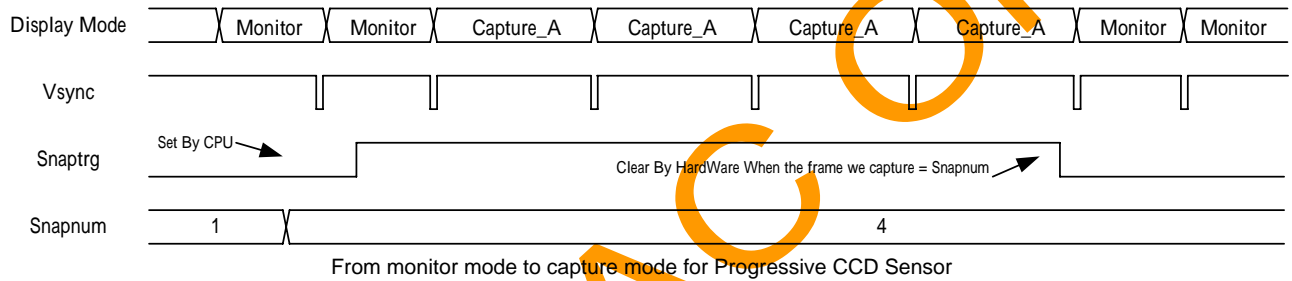 Display Mode Monitor Monitor Capture_A Capture_A Capture_A Capture_A Monitor Monitor
Vsync
Set By CPU
Snaptrg
Clear By HardWare When the frame we capture = Snapnum
Snapnum 1 4
From monitor mode to capture mode for Progressive CCD Sensor